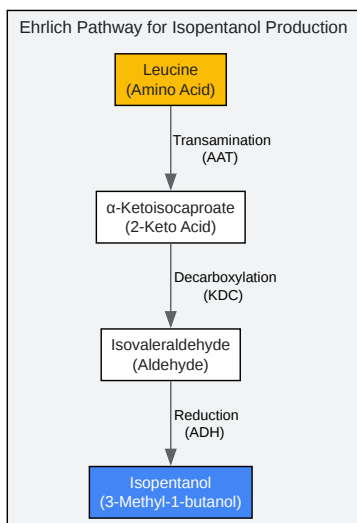 Ehrlich Pathway for Isopentanol Production
Leucine
(Amino Acid)
Transamination
(AAT)
α-Ketoisocaproate
(2-Keto Acid)
Decarboxylation
(KDC)
Isovaleraldehyde
(Aldehyde)
Reduction
(ADH)
Isopentanol
(3-Methyl-1-butanol)